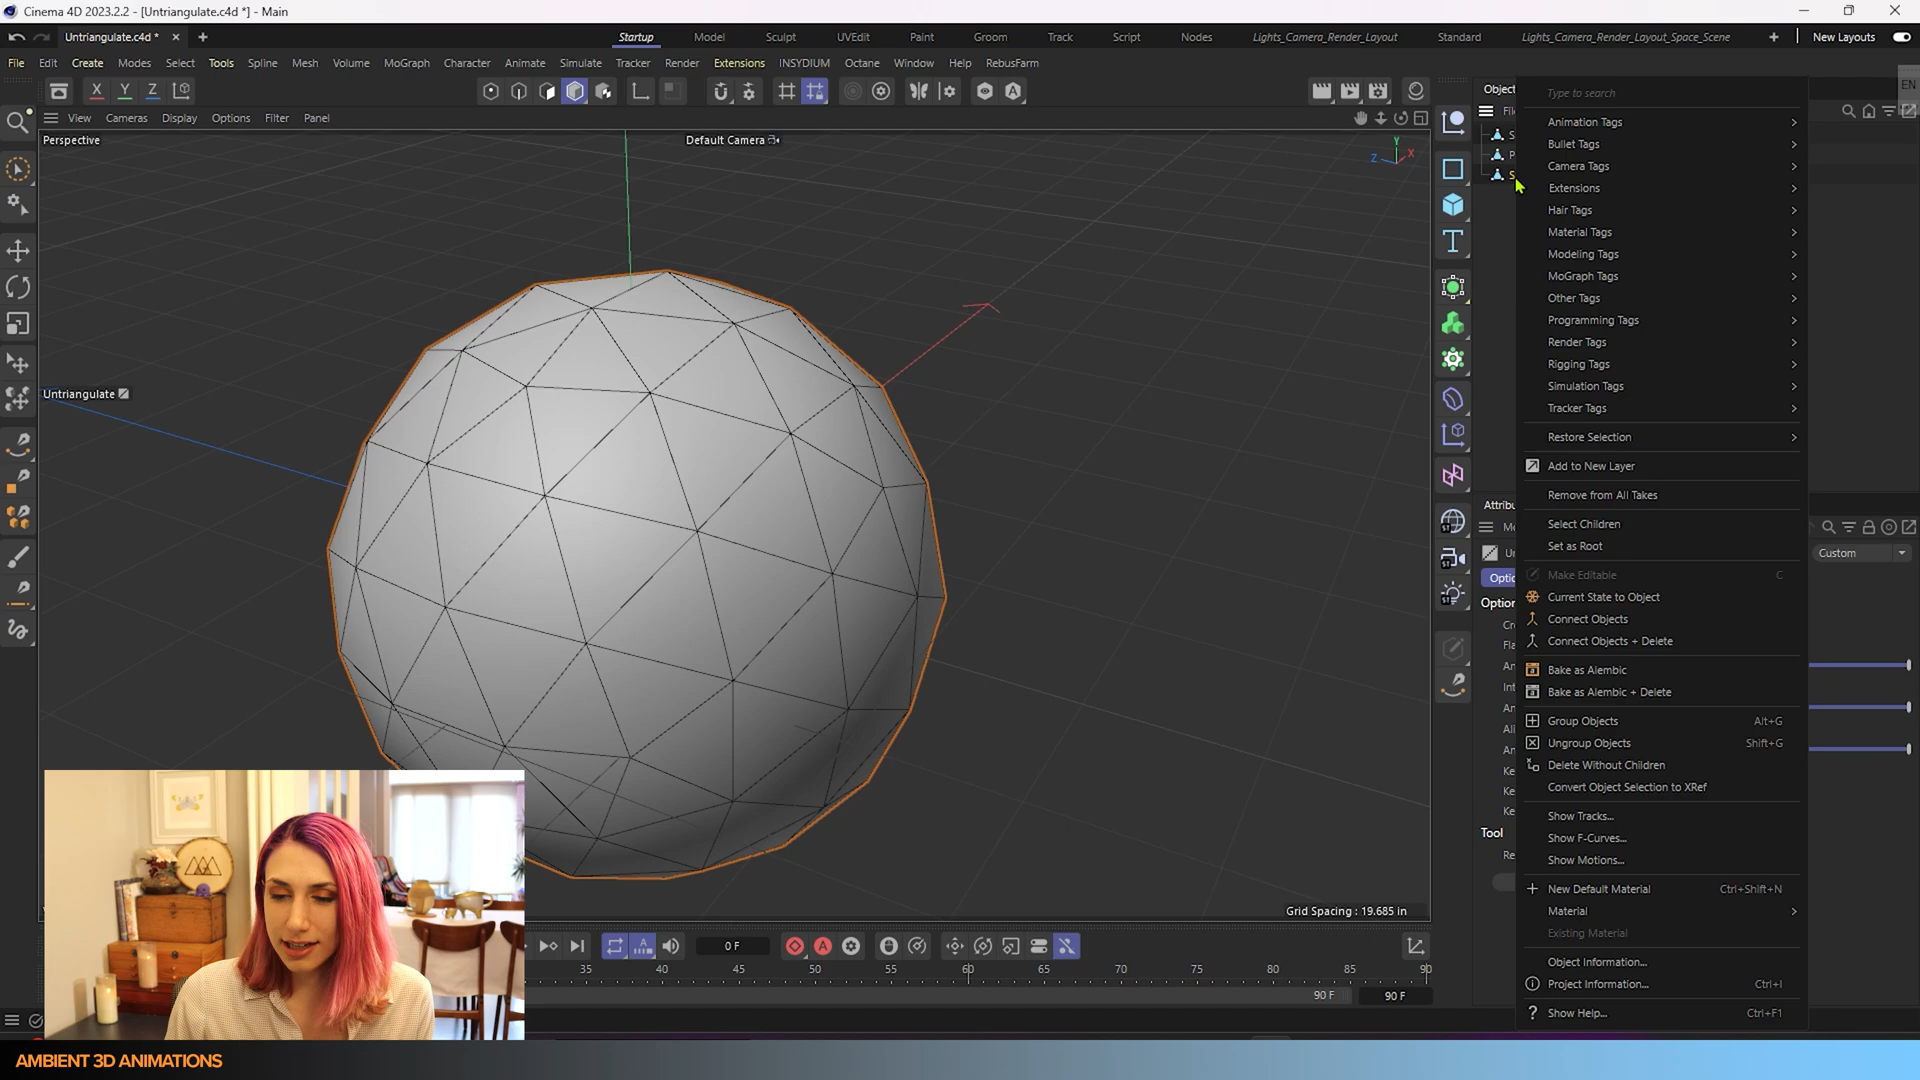 Cinema 4D 2023.2.2 - [Untriangulate.c4d *] - Main
Untriangulate.c4d *
Startup Model Sculpt UVEdit Paint Groom Track Script Nodes Lights_Camera_Render_Layout Standard Lights_Camera_Render_Layout_Space_Scene New Layouts
File Edit Create Modes Select Tools Spline Mesh Volume MoGraph Character Animate Simulate Tracker Render Extensions INSYDIUM Octane Window Help RebusFarm
X Y Z
EN
View Cameras Display Options Filter Panel
Perspective
Default Camera
Y
Z
X
Untriangulate
Grid Spacing : 19.685 in
Object
Type to search
Animation Tags
Bullet Tags
Camera Tags
Extensions
Hair Tags
Material Tags
Modeling Tags
MoGraph Tags
Other Tags
Programming Tags
Render Tags
Rigging Tags
Simulation Tags
Tracker Tags
Restore Selection
Add to New Layer
Remove from All Takes
Select Children
Set as Root
Make Editable C
Current State to Object
Connect Objects
Connect Objects + Delete
Bake as Alembic
Bake as Alembic + Delete
Group Objects Alt+G
Ungroup Objects Shift+G
Delete Without Children
Convert Object Selection to XRef
Show Tracks...
Show F-Curves...
Show Motions...
New Default Material Ctrl+Shift+N
Material
Existing Material
Object Information...
Project Information... Ctrl+I
Show Help... Ctrl+F1
Custom
Tool
0 F
35 40 45 50 55 60 65 70 75 80 85 90
90 F 90 F
AMBIENT 3D ANIMATIONS